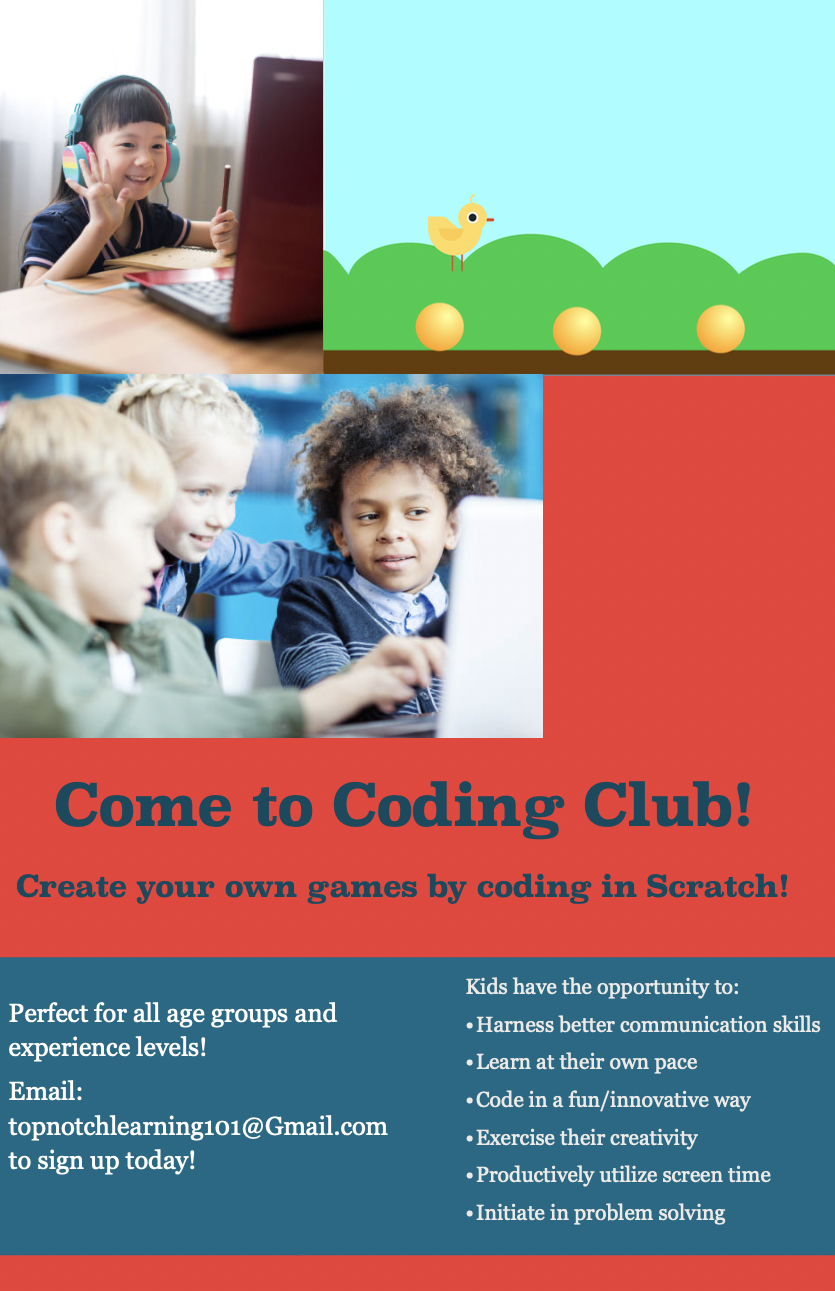 Come to Coding Club!
Create your own games by coding in Scratch!
Perfect for all age groups and
experience levels!
Email:
topnotchlearning101@Gmail.com
to sign up today!
Kids have the opportunity to:
•Harness better communication skills
•Learn at their own pace
•Code in a fun/innovative way
•Exercise their creativity
•Productively utilize screen time
•Initiate in problem solving